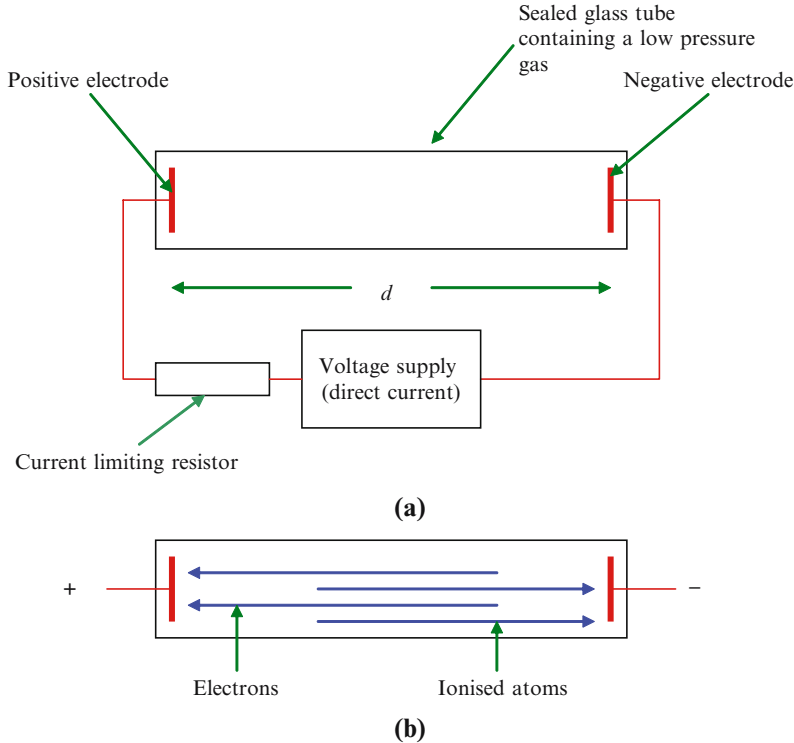 Sealed glass tube
containing a low pressure
gas
Positive electrode
Negative electrode
d
Voltage supply
(direct current)
Current limiting resistor
(a)
+
−
Electrons
Ionised atoms
(b)